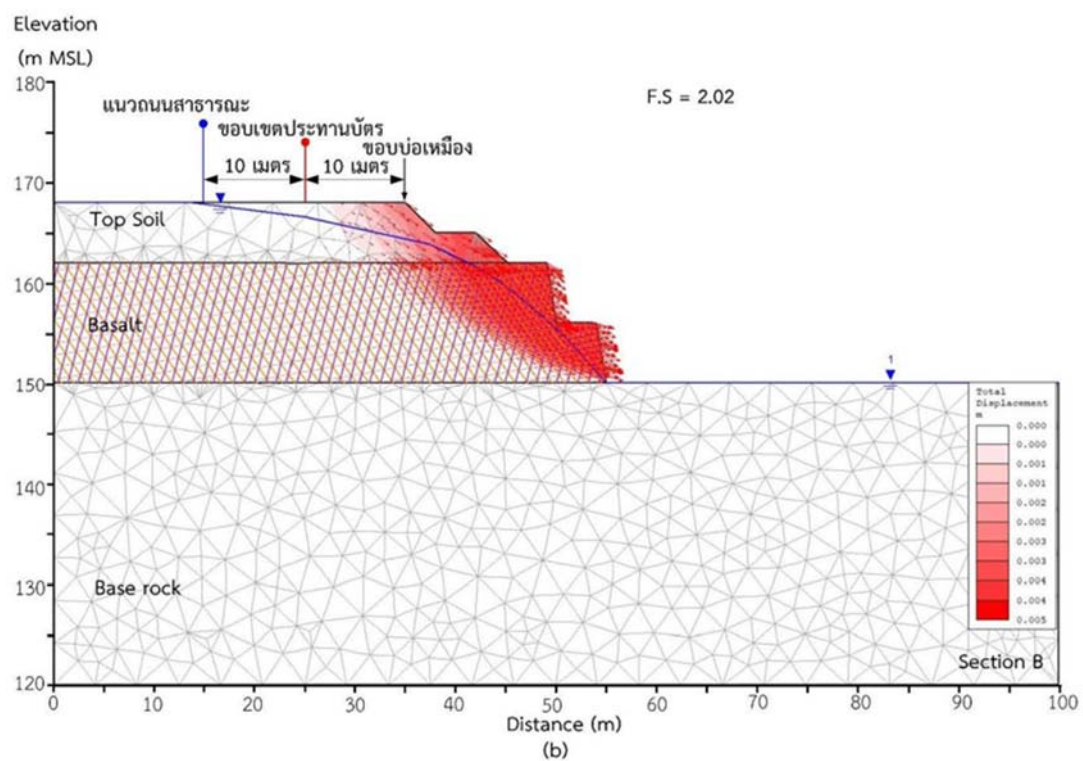 Elevation
(m MSL)
180
F.S = 2.02
แนวถนนสาธารณะ
ขอบเขตประทานบัตร
ขอบบ่อเหมือง
10 เมตร 10 เมตร
170
Top Soil
160
Basalt
1
150
Total
Displacement
m
0.000
0.000
0.001
0.001
0.002
0.002
0.003
0.003
0.004
0.004
0.005
140
130
Base rock
Section B
120
0 10 20 30 40 50 60 70 80 90 100
Distance (m)
(b)